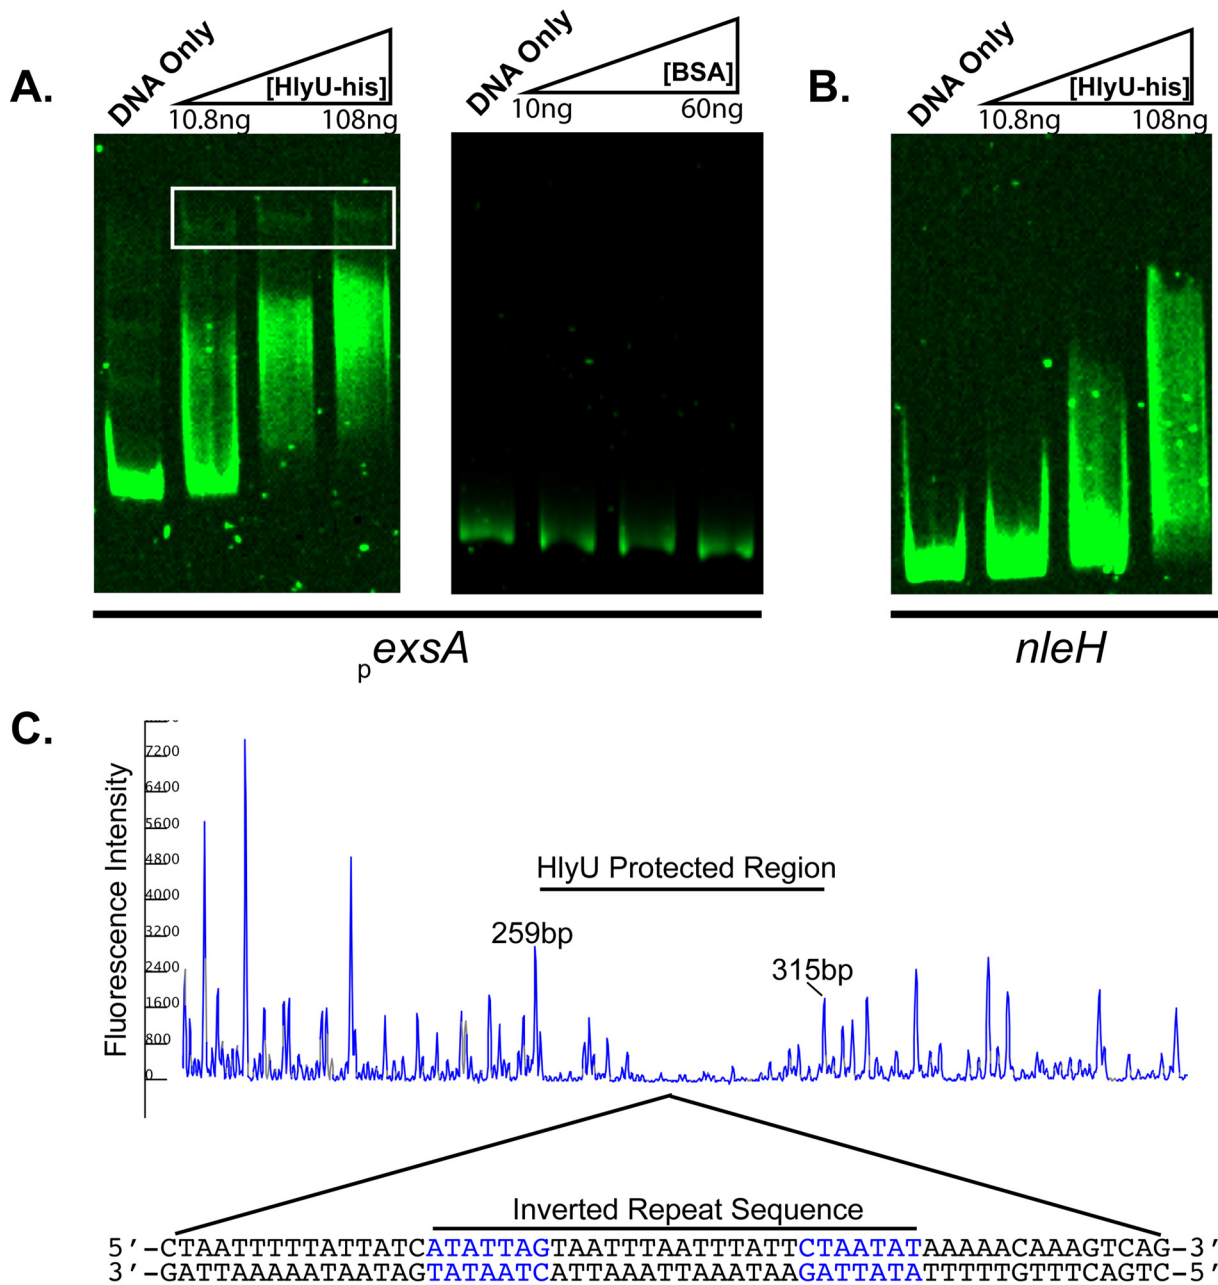 A.
DNA Only
[HlyU-his]
10.8ng 108ng
DNA Only
[BSA]
10ng 60ng
B.
DNA Only
[HlyU-his]
10.8ng 108ng
pexsA
nleH
C.
Fluorescence Intensity
7200
6400
5600
4800
4000
3200
2400
1600
800
0
HlyU Protected Region
259bp
315bp
Inverted Repeat Sequence
5′-CTAATTTTTATTATCATATTAGTAATTTAATTTATTCTAATATAAAAACAAAGTCAG-3′
3′-GATTAAAAATAATAGTATAATCATTAAATTAAATAAGATTATATTTTTGTTTCAGTC-5′